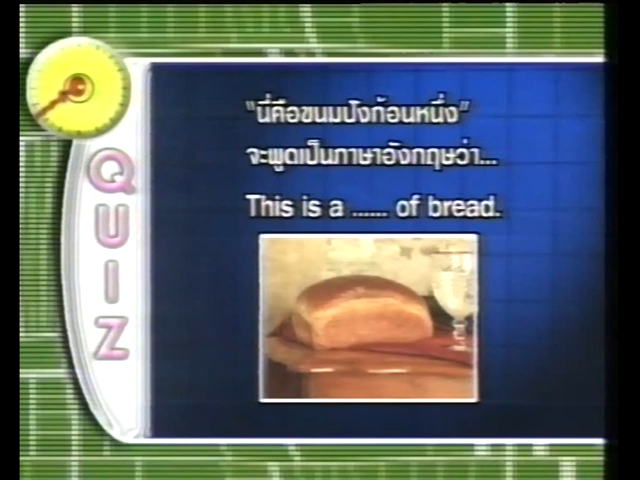 QUIZ
"นี่คือขนมปังก้อนหนึ่ง"
จะพูดเป็นภาษาอังกฤษว่า...
This is a ...... of bread.